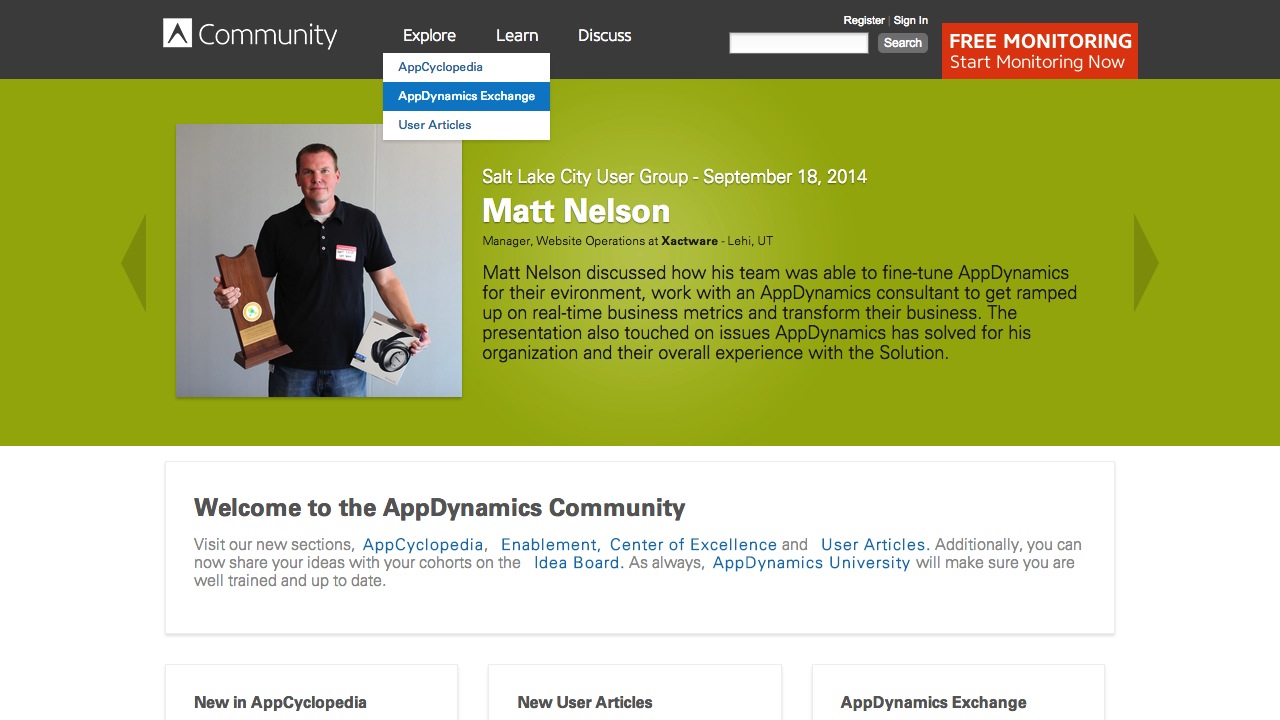 Community
Explore
Learn
Discuss
Register | Sign In
Search
FREE MONITORING
Start Monitoring Now
AppCyclopedia
AppDynamics Exchange
User Articles
Salt Lake City User Group - September 18, 2014
Matt Nelson
Manager, Website Operations at Xactware - Lehi, UT
Matt Nelson discussed how his team was able to fine-tune AppDynamics
for their evironment, work with an AppDynamics consultant to get ramped
up on real-time business metrics and transform their business. The
presentation also touched on issues AppDynamics has solved for his
organization and their overall experience with the Solution.
Welcome to the AppDynamics Community
Visit our new sections, AppCyclopedia, Enablement, Center of Excellence and User Articles. Additionally, you can
now share your ideas with your cohorts on the Idea Board. As always, AppDynamics University will make sure you are
well trained and up to date.
New in AppCyclopedia
New User Articles
AppDynamics Exchange